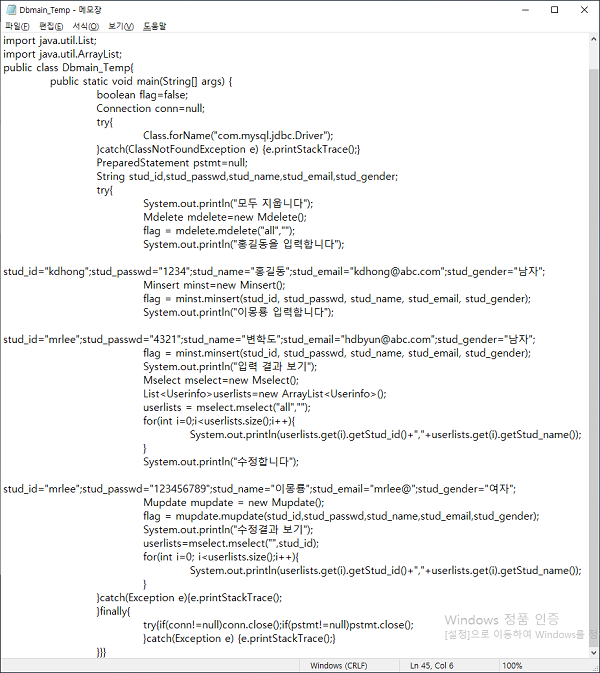 Dbmain_Temp - 메모장
파일(F) 편집(E) 서식(O) 보기(V) 도움말
import java.util.List;
import java.util.ArrayList;
public class Dbmain_Temp{
public static void main(String[] args) {
boolean flag=false;
Connection conn=null;
try{
Class.forName("com.mysql.jdbc.Driver");
}catch(ClassNotFoundException e) {e.printStackTrace();}
PreparedStatement pstmt=null;
String stud_id,stud_passwd,stud_name,stud_email,stud_gender;
try{
System.out.println("모두 지웁니다");
Mdelete mdelete=new Mdelete();
flag = mdelete.mdelete("all","");
System.out.println("홍길동을 입력합니다");
stud_id="kdhong";stud_passwd="1234";stud_name="홍길동";stud_email="kdhong@abc.com";stud_gender="남자";
Minsert minst=new Minsert();
flag = minst.minsert(stud_id, stud_passwd, stud_name, stud_email, stud_gender);
System.out.println("이몽룡 입력합니다");
stud_id="mrlee";stud_passwd="4321";stud_name="변학도";stud_email="hdbyun@abc.com";stud_gender="남자";
flag = minst.minsert(stud_id, stud_passwd, stud_name, stud_email, stud_gender);
System.out.println("입력 결과 보기");
Mselect mselect=new Mselect();
List<Userinfo>userlists=new ArrayList<Userinfo>();
userlists = mselect.mselect("all","");
for(int i=0;i<userlists.size();i++){
System.out.println(userlists.get(i).getStud_id()+","+userlists.get(i).getStud_name());
}
System.out.println("수정합니다");
stud_id="mrlee";stud_passwd="123456789";stud_name="이몽룡";stud_email="mrlee@";stud_gender="여자";
Mupdate mupdate = new Mupdate();
flag = mupdate.mupdate(stud_id,stud_passwd,stud_name,stud_email,stud_gender);
System.out.println("수정결과 보기");
userlists=mselect.mselect("",stud_id);
for(int i=0; i<userlists.size();i++){
System.out.println(userlists.get(i).getStud_id()+","+userlists.get(i).getStud_name());
}
}catch(Exception e){e.printStackTrace();
}finally{
try{if(conn!=null)conn.close();if(pstmt!=null)pstmt.close();
}catch(Exception e) {e.printStackTrace();}
}}}
Windows 정품 인증
[설정]으로 이동하여 Windows를 정
Windows (CRLF) Ln 45, Col 6 100%